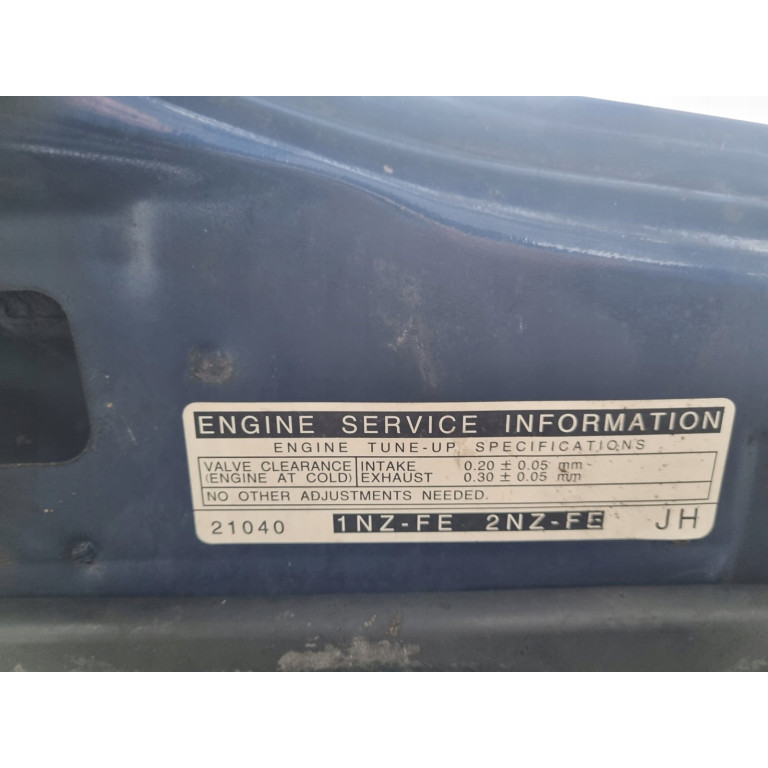 ENGINE SERVICE INFORMATION
ENGINE TUNE-UP SPECIFICATIONS
VALVE CLEARANCE INTAKE 0.20 ± 0.05 mm
(ENGINE AT COLD) EXHAUST 0.30 ± 0.05 mm
NO OTHER ADJUSTMENTS NEEDED.
21040 1NZ-FE 2NZ-FE JH